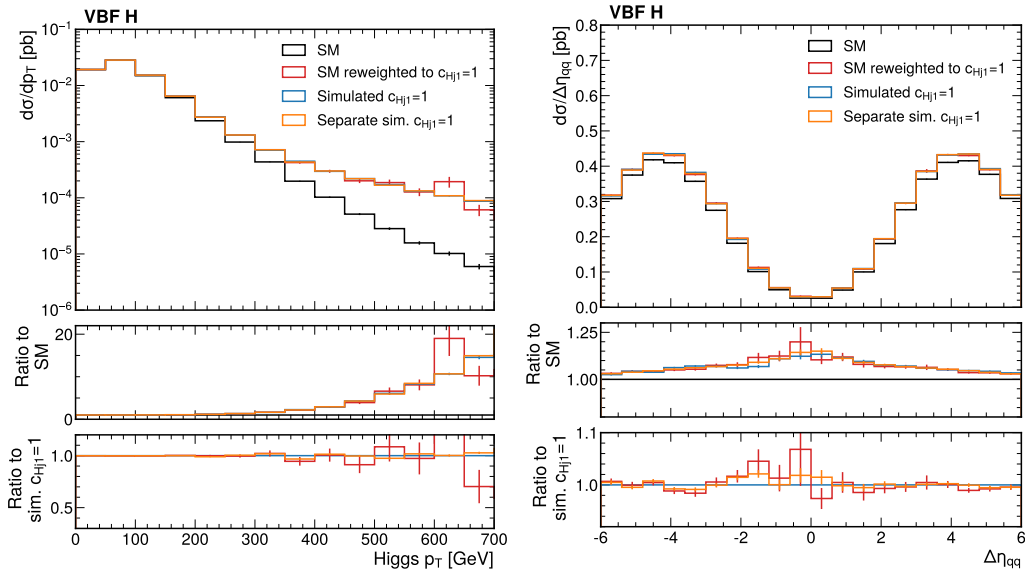 VBF H
dσ/dp_T [pb]
10⁻¹
10⁻²
10⁻³
10⁻⁴
10⁻⁵
10⁻⁶
SM
SM reweighted to c_Hj1=1
Simulated c_Hj1=1
Separate sim. c_Hj1=1
Ratio to
SM
20
10
0
Ratio to
sim. c_Hj1=1
1.0
0.5
0 100 200 300 400 500 600 700
Higgs p_T [GeV]
VBF H
dσ/Δη_qq [pb]
0.8
0.7
0.6
0.5
0.4
0.3
0.2
0.1
0.0
SM
SM reweighted to c_Hj1=1
Simulated c_Hj1=1
Separate sim. c_Hj1=1
Ratio to
SM
1.25
1.00
Ratio to
sim. c_Hj1=1
1.1
1.0
-6 -4 -2 0 2 4 6
Δη_qq